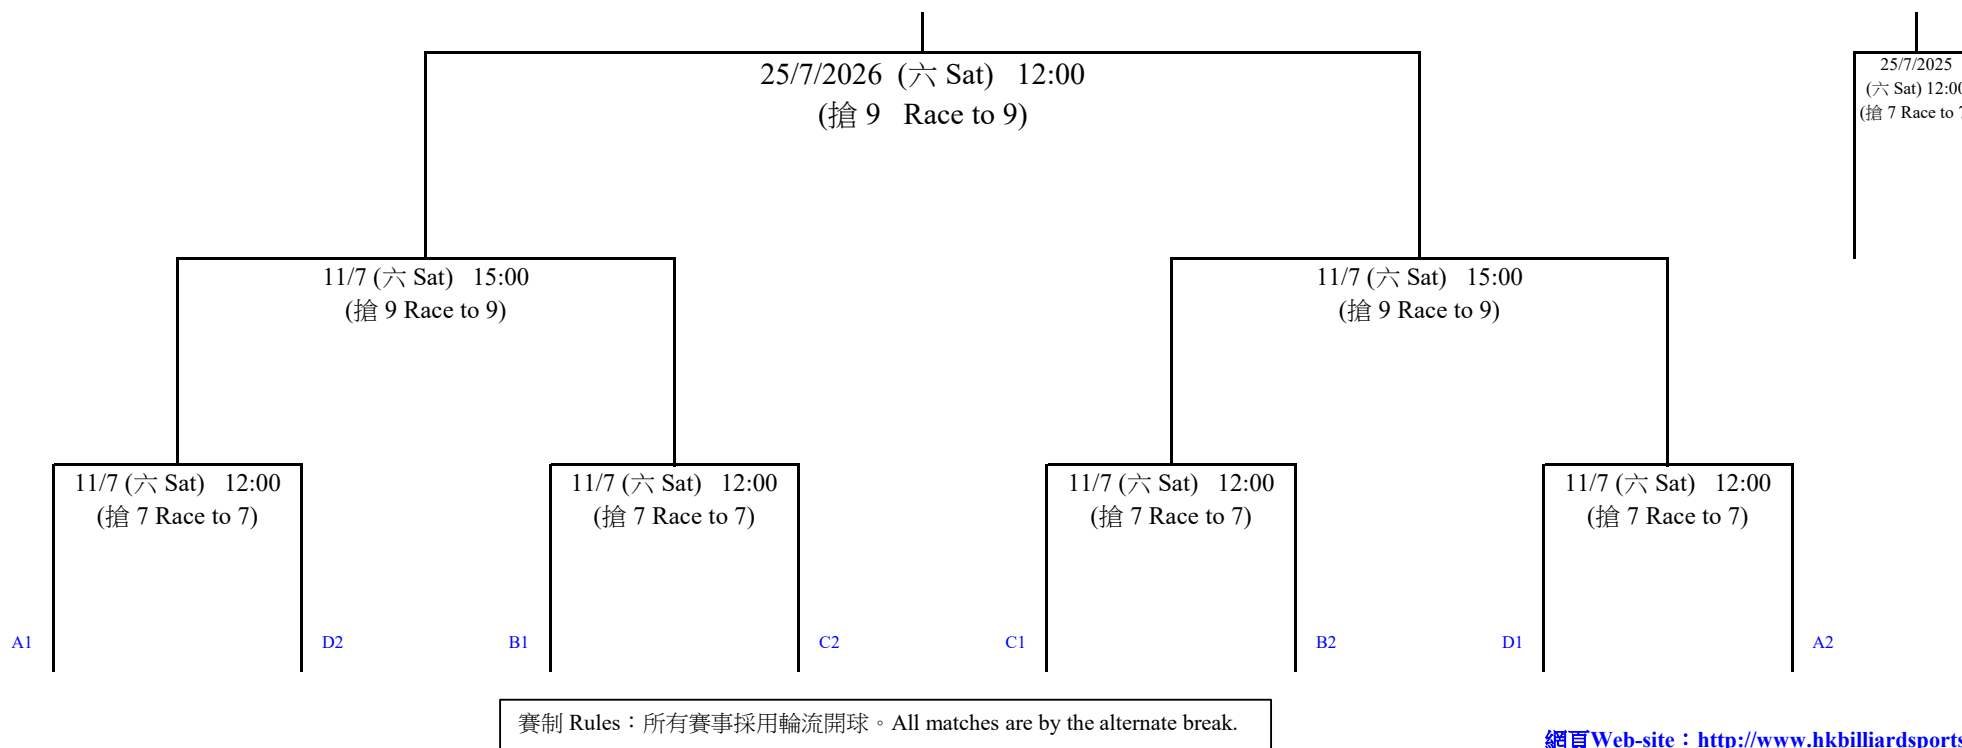 25/7/2026 (六 Sat) 12:00
(搶 9 Race to 9)
25/7/2025
(六 Sat) 12:00
(搶 7 Race to 7
11/7 (六 Sat) 15:00
(搶 9 Race to 9)
11/7 (六 Sat) 15:00
(搶 9 Race to 9)
11/7 (六 Sat) 12:00
(搶 7 Race to 7)
11/7 (六 Sat) 12:00
(搶 7 Race to 7)
11/7 (六 Sat) 12:00
(搶 7 Race to 7)
11/7 (六 Sat) 12:00
(搶 7 Race to 7)
A1
D2
B1
C2
C1
B2
D1
A2
賽制 Rules：所有賽事採用輪流開球。All matches are by the alternate break.
網頁Web-site：http://www.hkbilliardsports